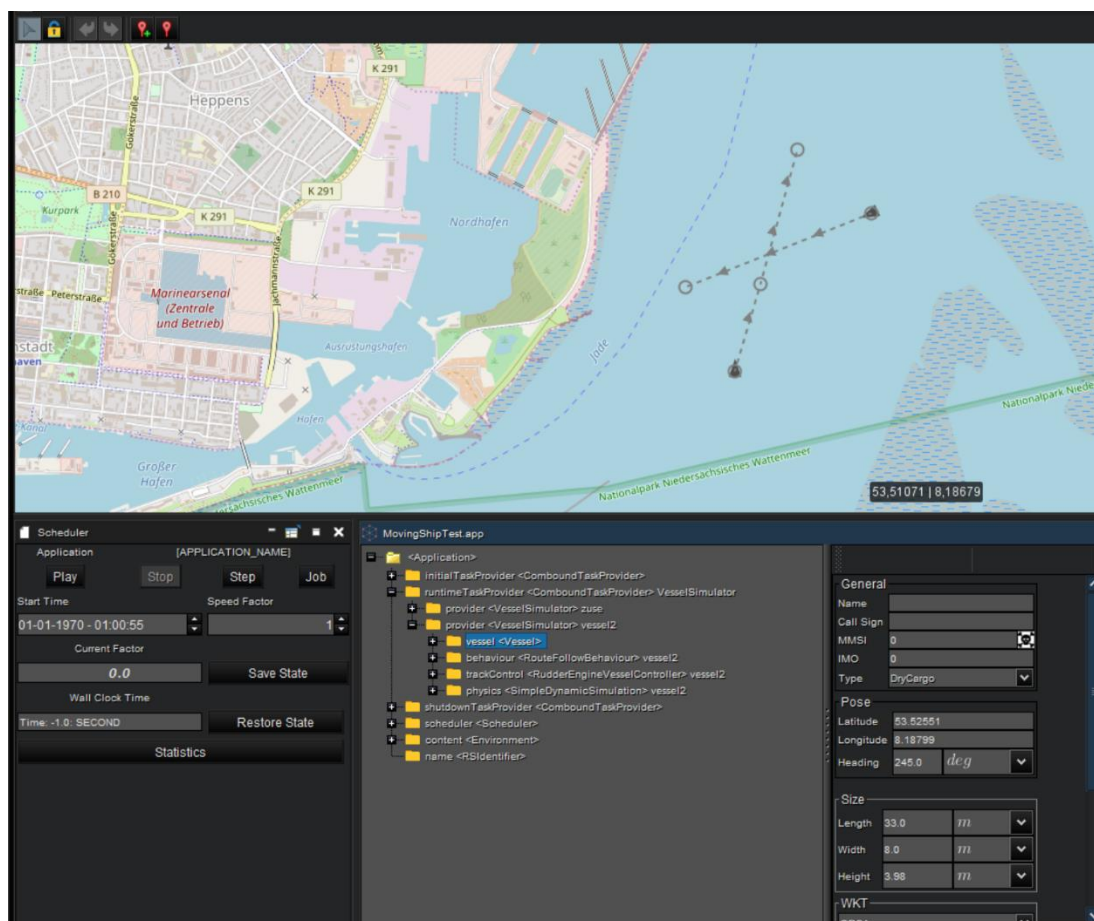 K 291
Heppens
Gökerstraße
B 210
K 291
Kurpark
K 291
Gökerstraße
Nordhafen
Jachmannstraße
Peterstraße
Marinearsenal
(Zentrale
und Betrieb)
Ausrüstungshafen
Jade
Hafen
Großer
Hafen
Nationalpark Niedersächsisches Wattenmeer
53,51071 | 8,18679
Scheduler
MovingShipTest.app
Application [APPLICATION_NAME]
Play Stop Step Job
Start Time Speed Factor
01-01-1970 - 01:00:55 1
Current Factor
0.0 Save State
Wall Clock Time
Time: -1.0: SECOND Restore State
Statistics
<Application>
initialTaskProvider <ComboundTaskProvider>
runtimeTaskProvider <ComboundTaskProvider> VesselSimulator
provider <VesselSimulator> zuse
provider <VesselSimulator> vessel2
vessel <Vessel>
behaviour <RouteFollowBehaviour> vessel2
trackControl <RudderEngineVesselController> vessel2
physics <SimpleDynamicSimulation> vessel2
shutdownTaskProvider <ComboundTaskProvider>
scheduler <Scheduler>
content <Environment>
name <RSIdentifier>
General
Name
Call Sign
MMSI 0
IMO 0
Type DryCargo
Pose
Latitude 53.52551
Longitude 8.18799
Heading 245.0 deg
Size
Length 33.0 m
Width 8.0 m
Height 3.98 m
WKT